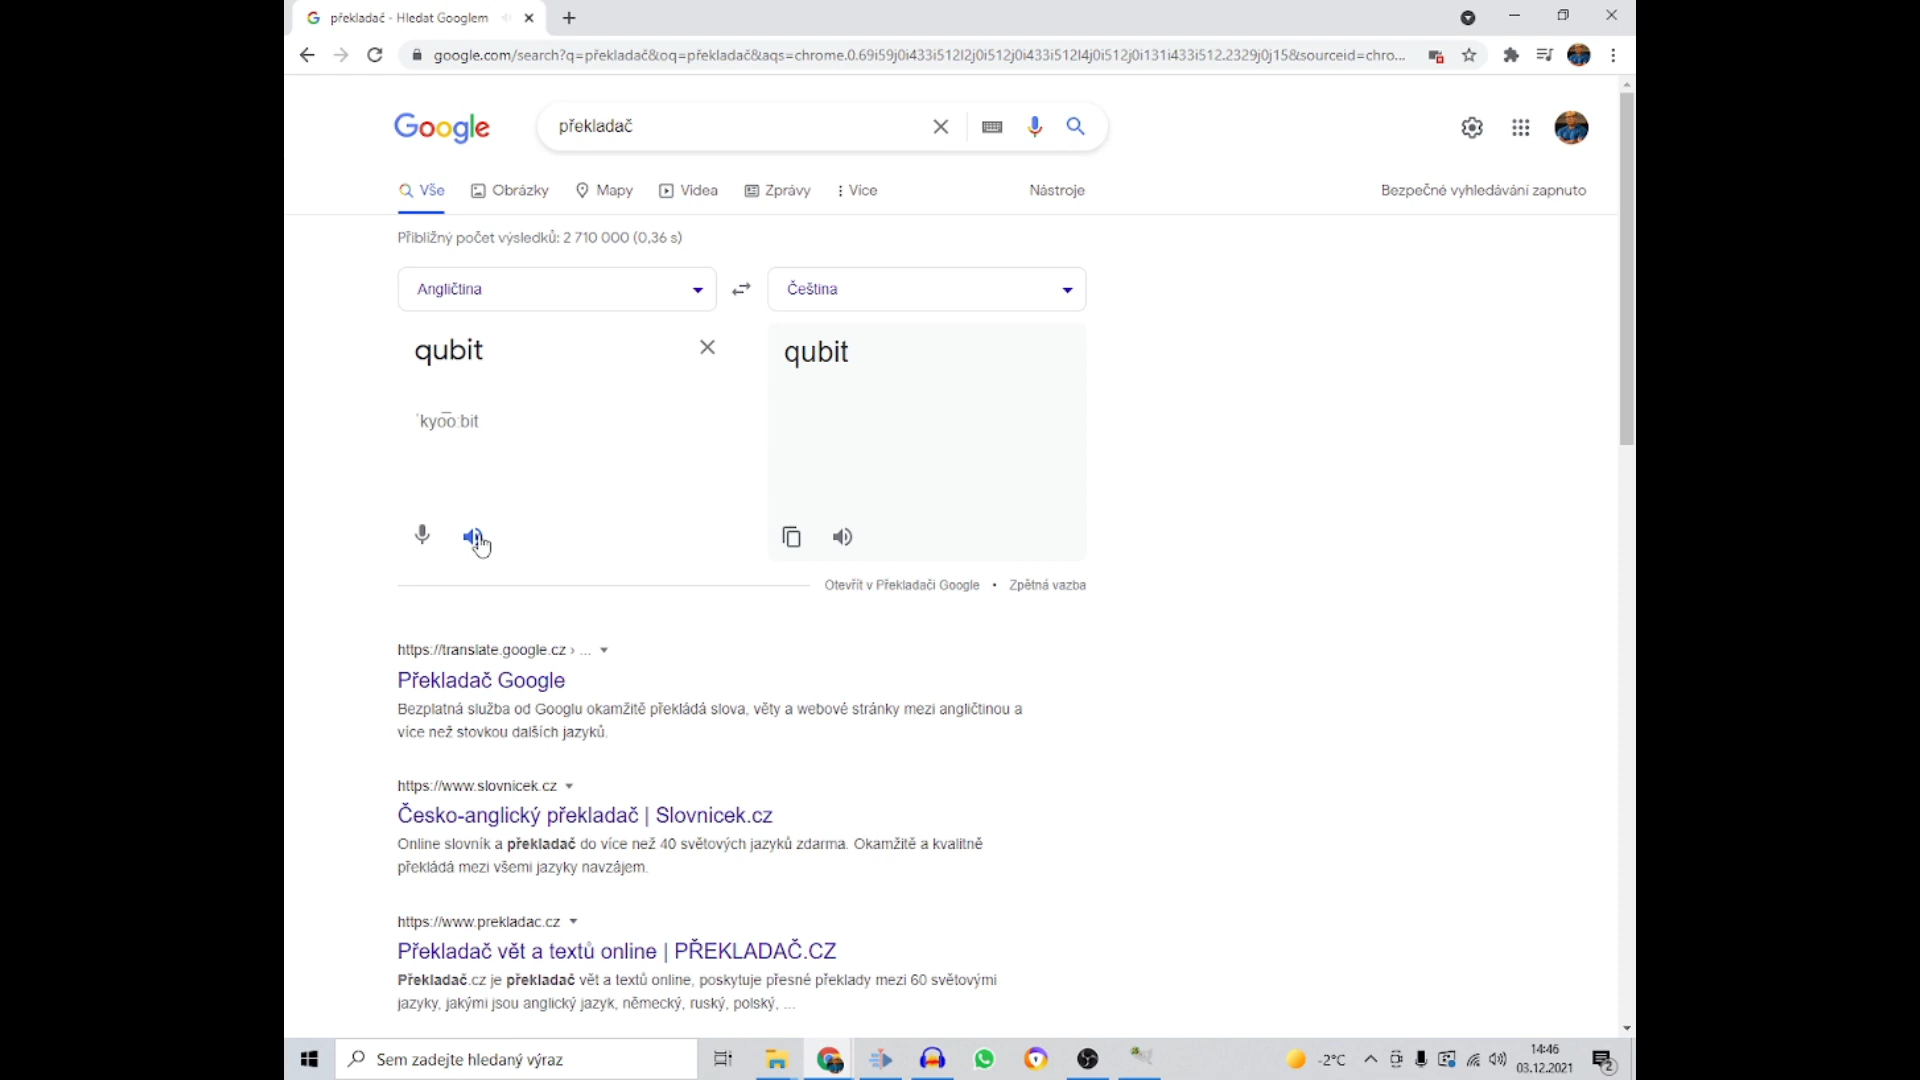 překladač - Hledat Googlem
google.com/search?q=překladač&oq=překladač&aqs=chrome.0.69i59j0i433i512l2j0i512j0i433i512l4j0i512j0i131i433i512.2329j0j15&sourceid=chro...
Google
překladač
Vše Obrázky Mapy Videa Zprávy Více Nástroje Bezpečné vyhledávání zapnuto
Přibližný počet výsledků: 2 710 000 (0,36 s)
Angličtina Čeština
qubit qubit
ˈkyo͞oːbit
Otevřít v Překladači Google • Zpětná vazba
https://translate.google.cz › ...
Překladač Google
Bezplatná služba od Googlu okamžitě překládá slova, věty a webové stránky mezi angličtinou a
více než stovkou dalších jazyků.
https://www.slovnicek.cz
Česko-anglický překladač | Slovnicek.cz
Online slovník a překladač do více než 40 světových jazyků zdarma. Okamžitě a kvalitně
překládá mezi všemi jazyky navzájem.
https://www.prekladac.cz
Překladač vět a textů online | PŘEKLADAČ.CZ
Překladač.cz je překladač vět a textů online, poskytuje přesné překlady mezi 60 světovými
jazyky, jakými jsou anglický jazyk, německý, ruský, polský, ...
Sem zadejte hledaný výraz
-2°C
14:46
03.12.2021
2